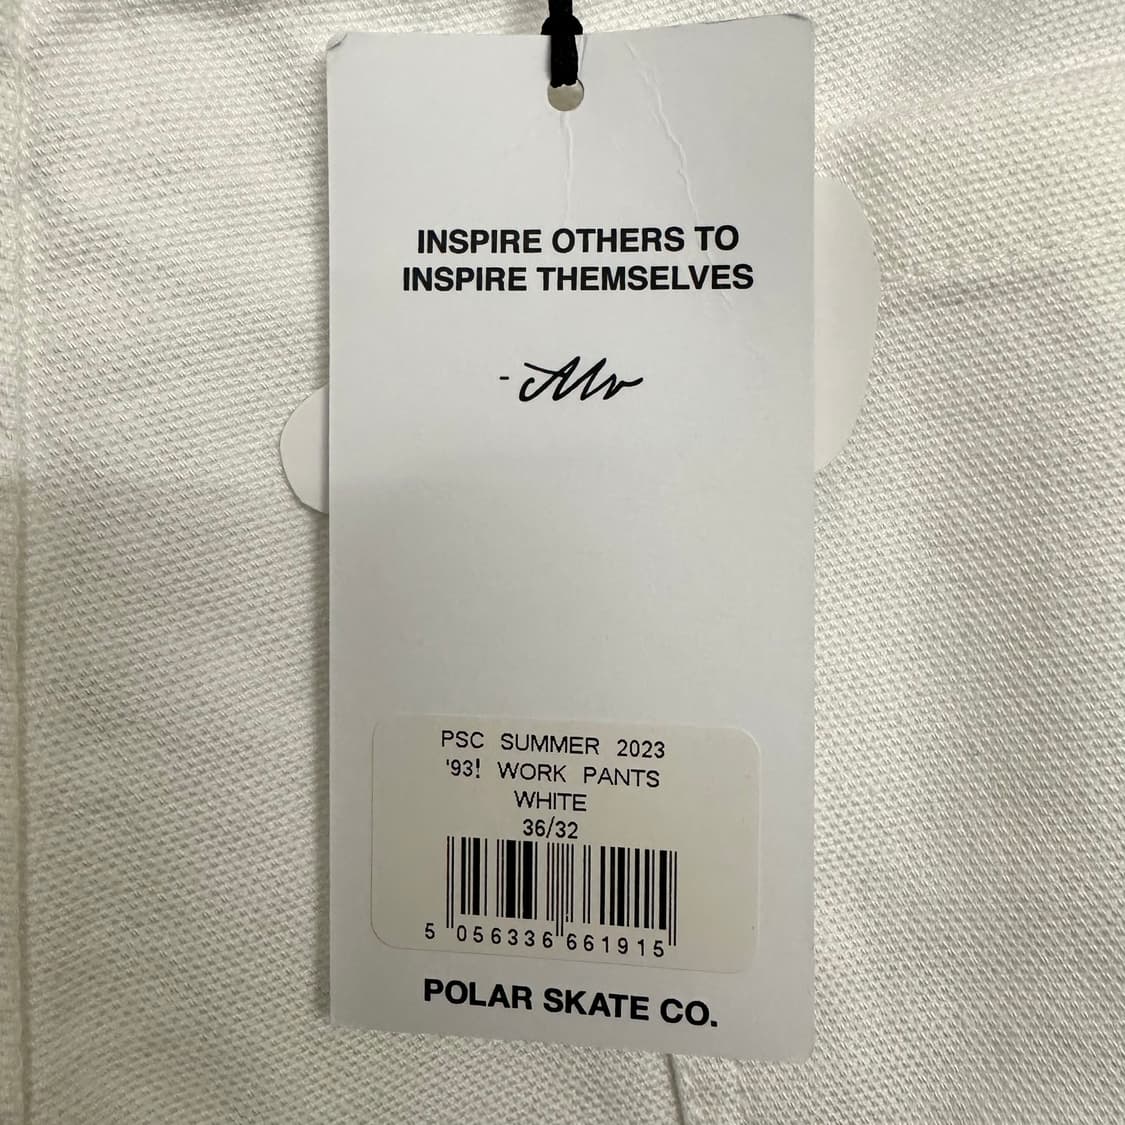 INSPIRE OTHERS TO
INSPIRE THEMSELVES
PSC SUMMER 2023
'93! WORK PANTS
WHITE
36/32
5 056336 661915
POLAR SKATE CO.